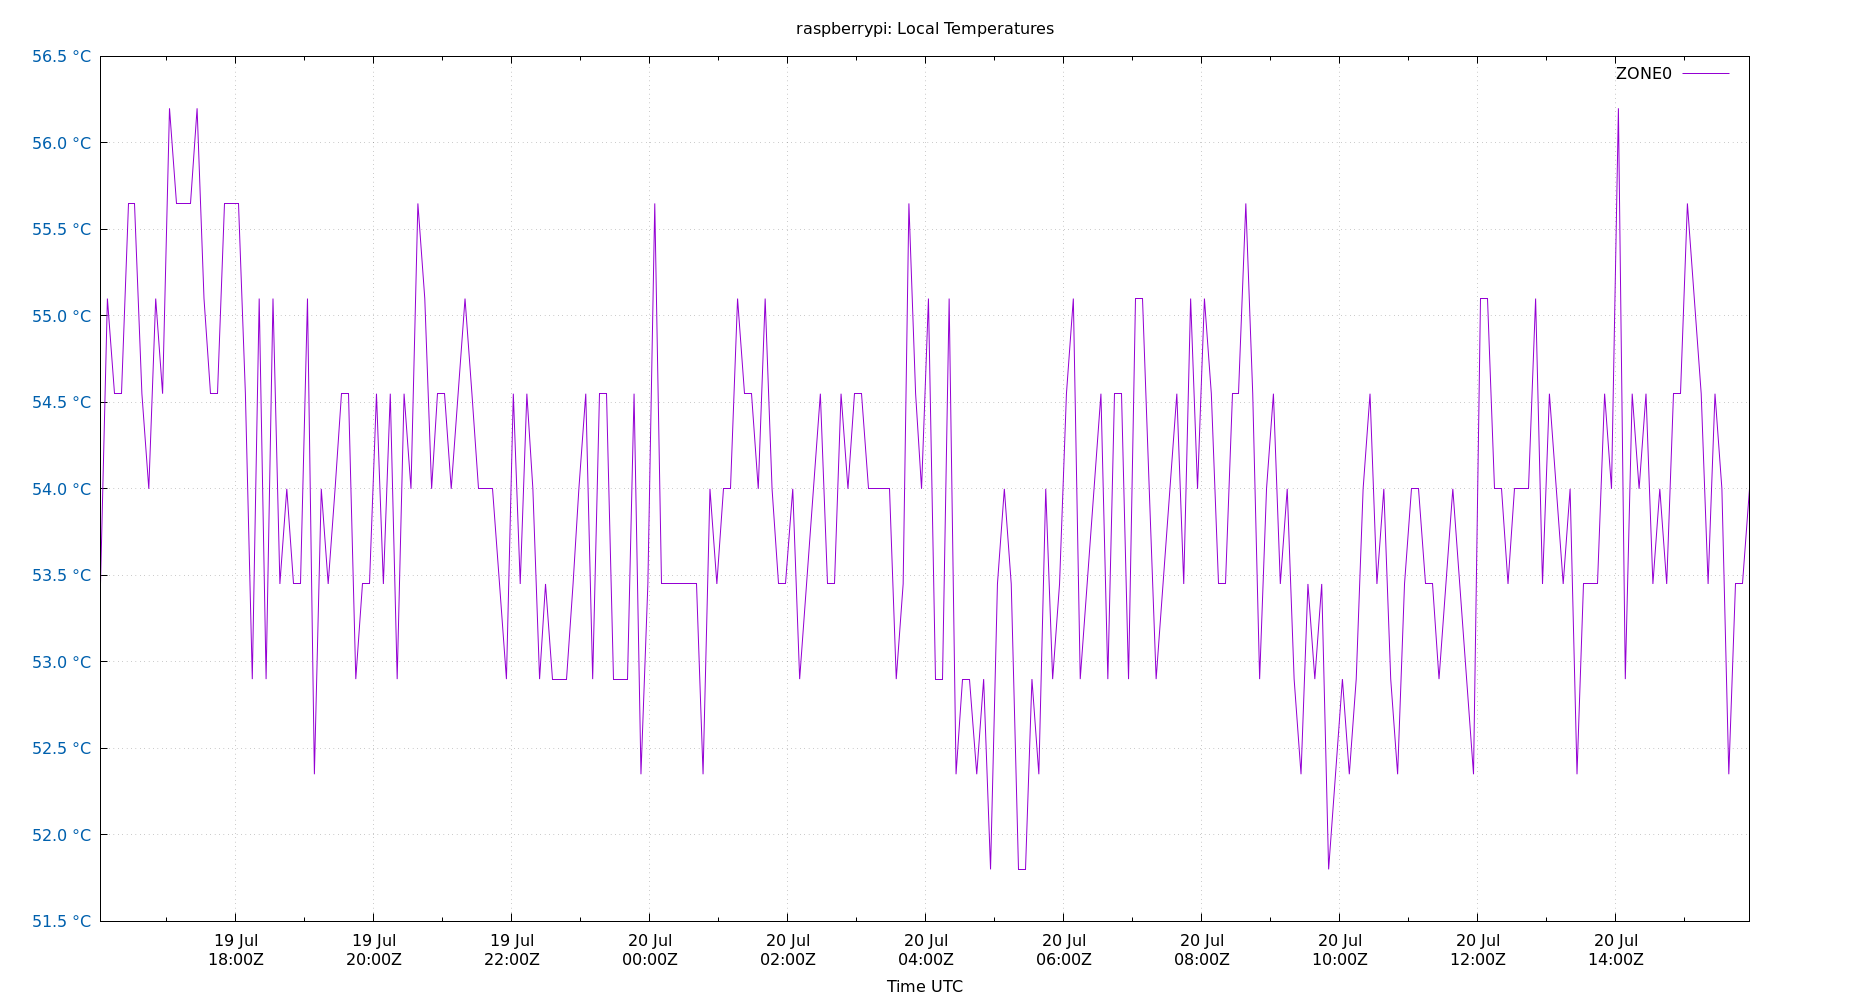 raspberrypi: Local Temperatures
56.5 °C
56.0 °C
55.5 °C
55.0 °C
54.5 °C
54.0 °C
53.5 °C
53.0 °C
52.5 °C
52.0 °C
51.5 °C
ZONE0
19 Jul
18:00Z
19 Jul
20:00Z
19 Jul
22:00Z
20 Jul
00:00Z
20 Jul
02:00Z
20 Jul
04:00Z
20 Jul
06:00Z
20 Jul
08:00Z
20 Jul
10:00Z
20 Jul
12:00Z
20 Jul
14:00Z
Time UTC